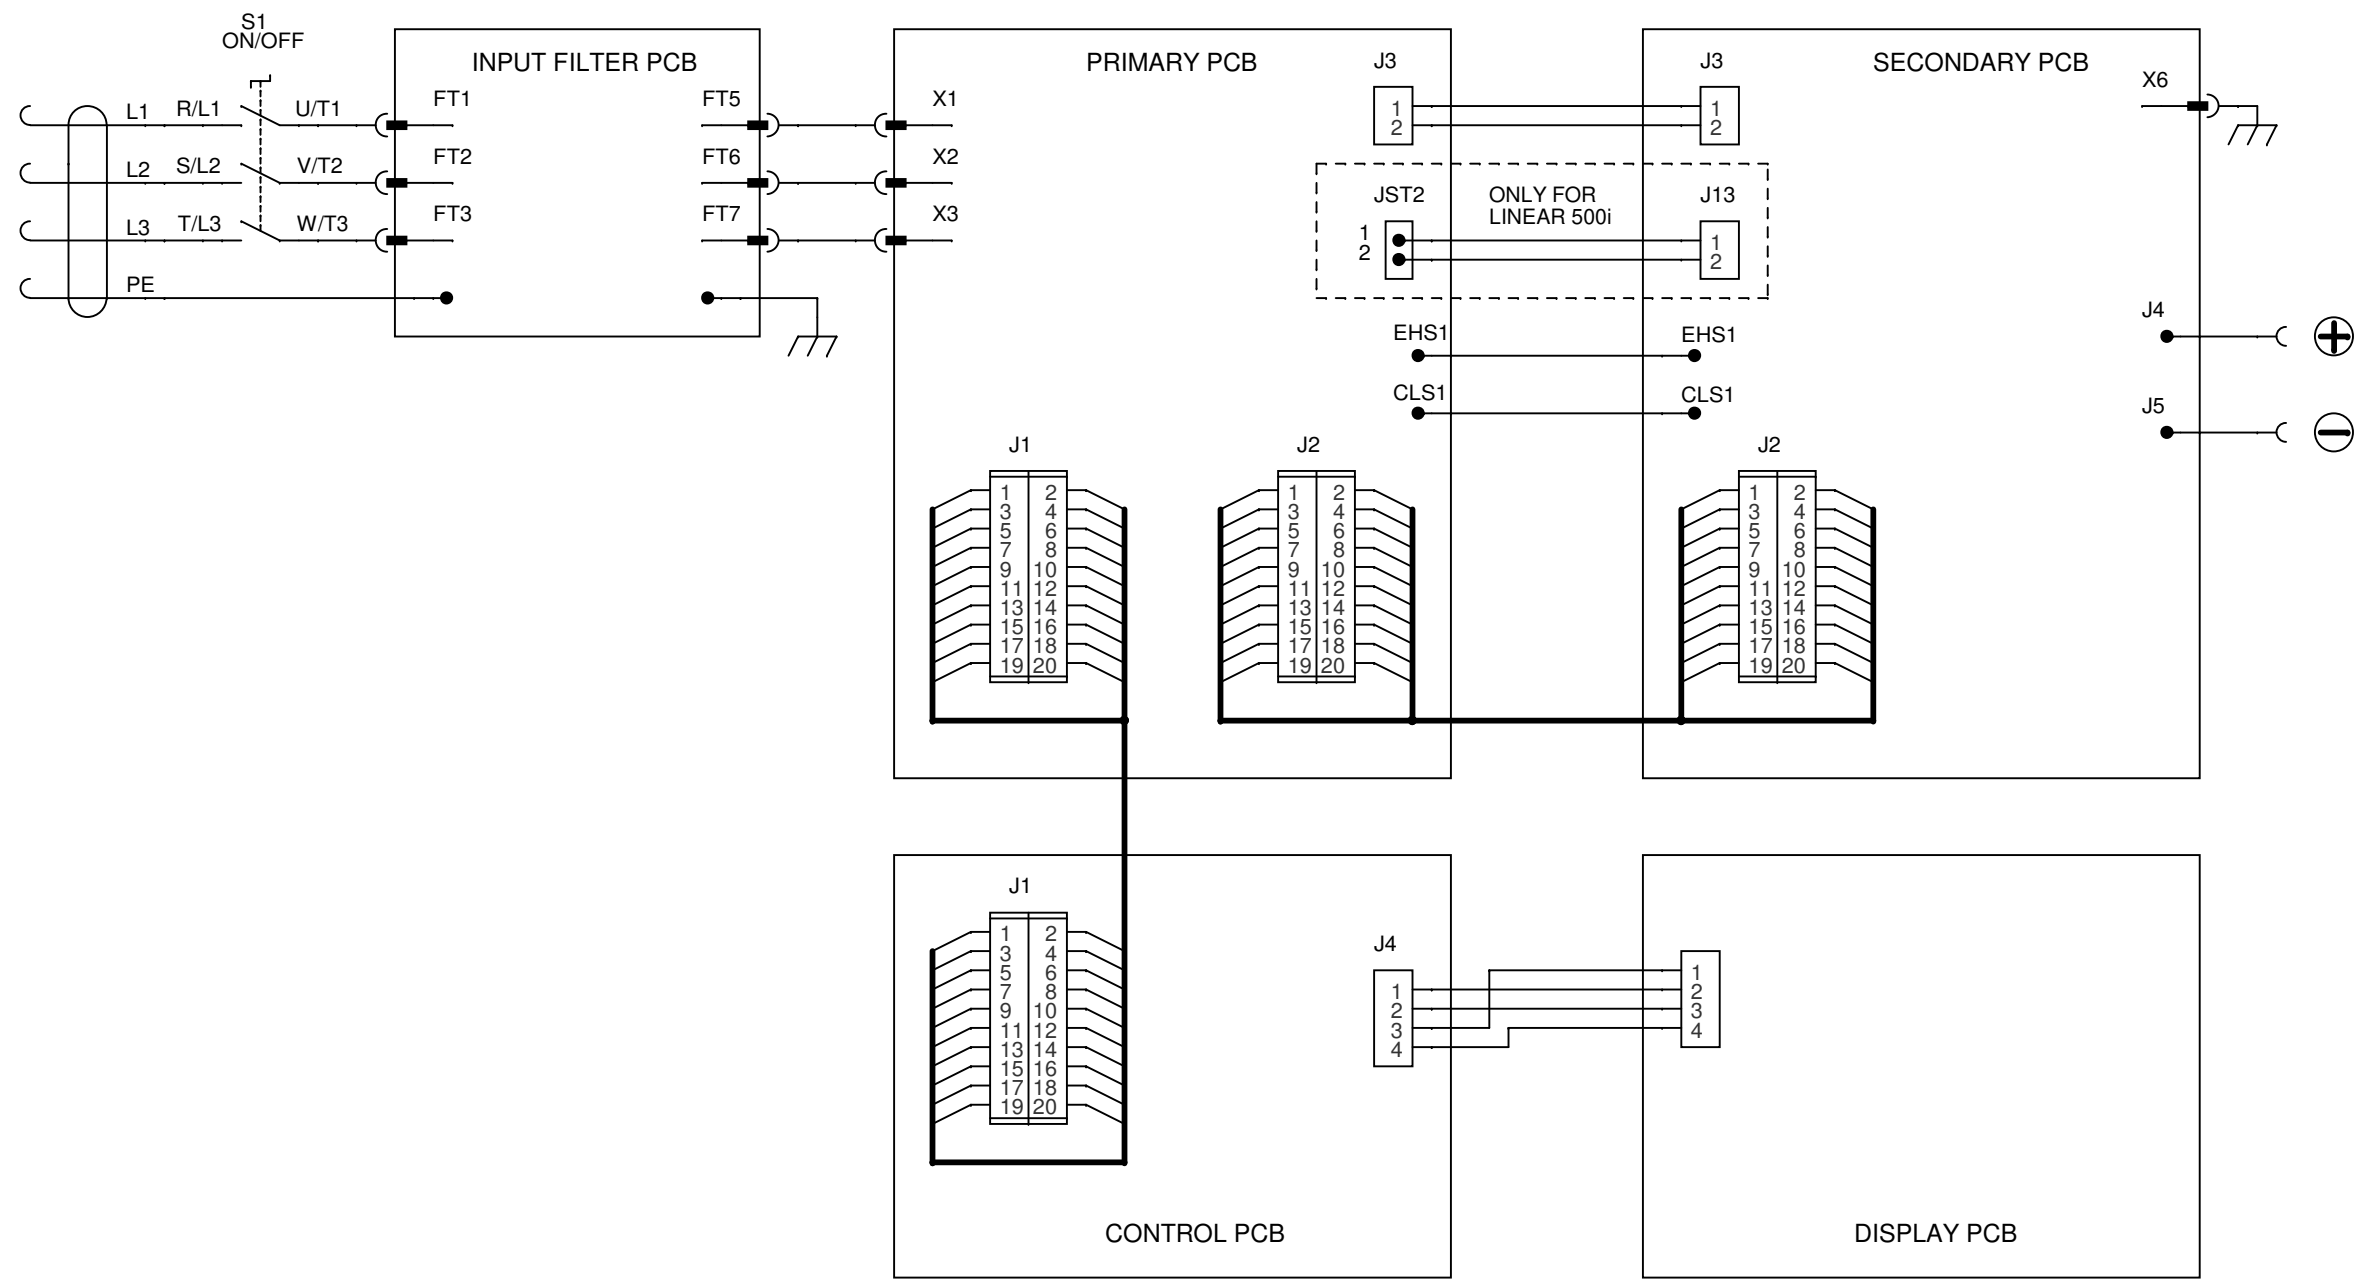 S1
ON/OFF
INPUT FILTER PCB
PRIMARY PCB
J3
J3
SECONDARY PCB
X6
L1 R/L1 U/T1 FT1 FT5 X1
1 1
2 2
L2 S/L2 V/T2 FT2 FT6 X2
L3 T/L3 W/T3 FT3 FT7 X3
PE
JST2
ONLY FOR
LINEAR 500i
J13
1 1
2 2
J4
EHS1 EHS1
CLS1 CLS1
J5
J1
1 2
3 4
5 6
7 8
9 10
11 12
13 14
15 16
17 18
19 20
J2
1 2
3 4
5 6
7 8
9 10
11 12
13 14
15 16
17 18
19 20
J2
1 2
3 4
5 6
7 8
9 10
11 12
13 14
15 16
17 18
19 20
J1
1 2
3 4
5 6
7 8
9 10
11 12
13 14
15 16
17 18
19 20
J4
1
2
3
4
1
2
3
4
CONTROL PCB
DISPLAY PCB